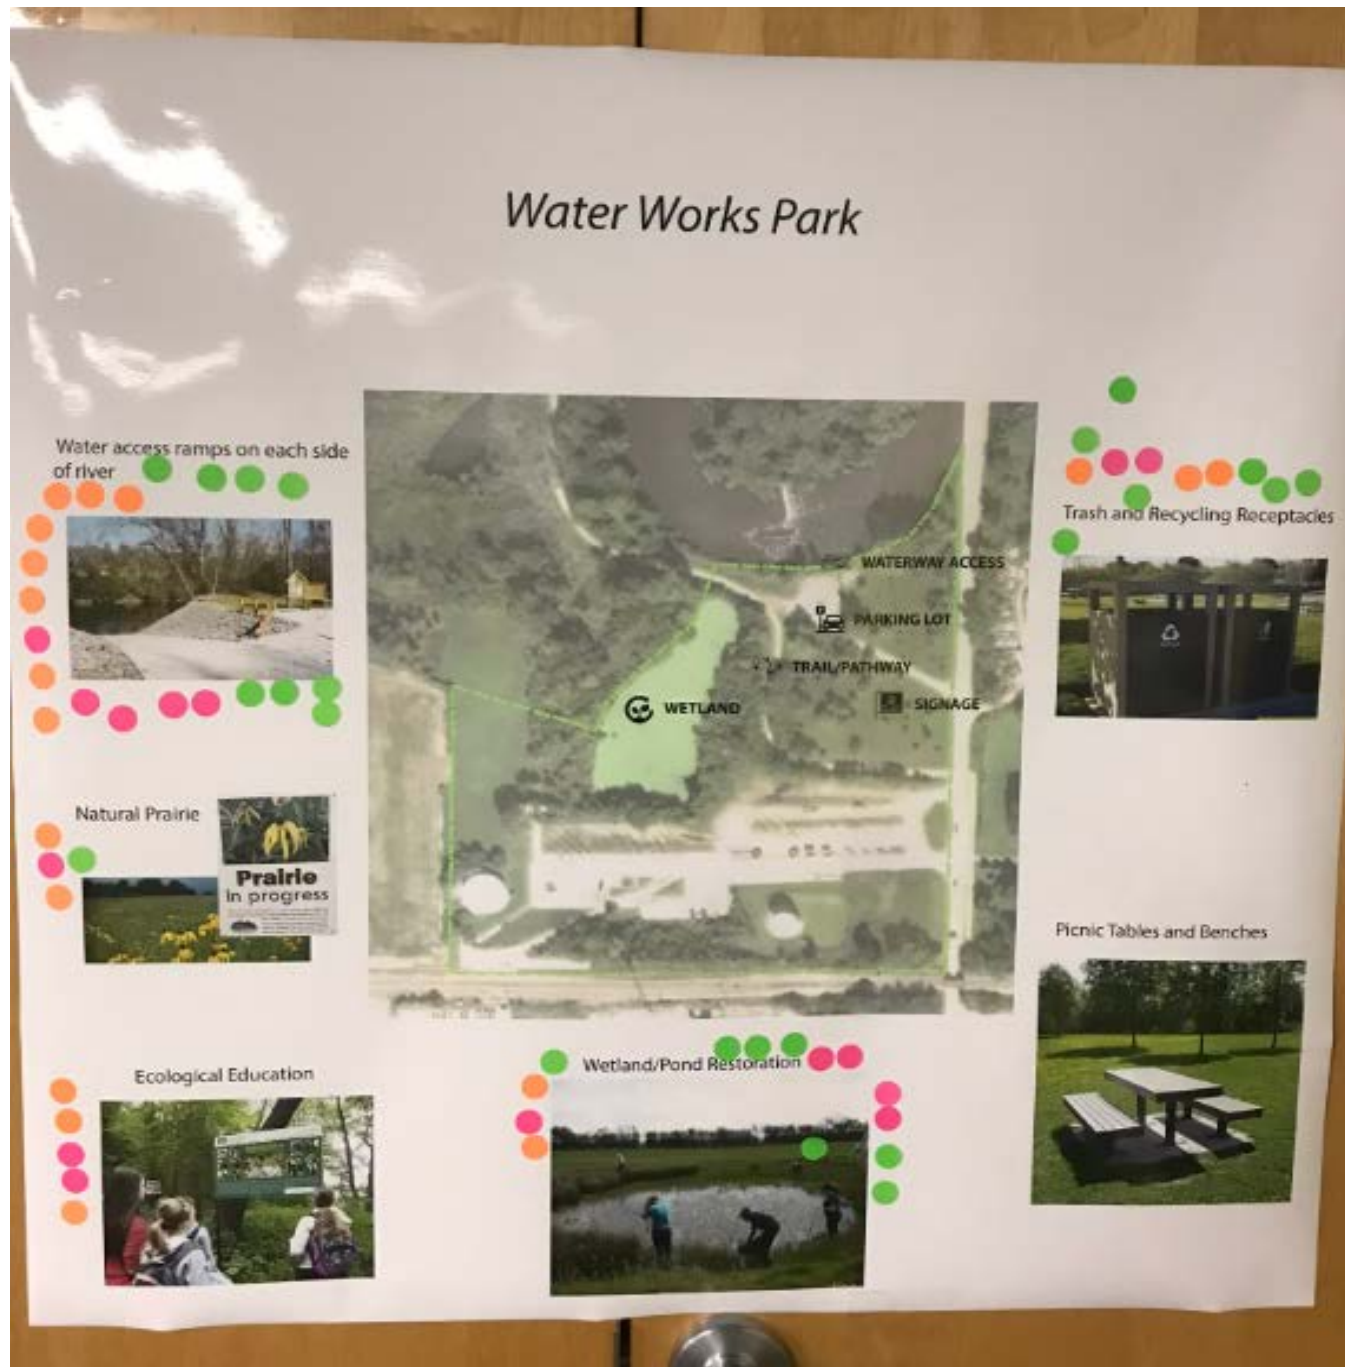 Water Works Park
Water access ramps on each side
of river
Trash and Recycling Receptacles
WATERWAY ACCESS
PARKING LOT
TRAIL/PATHWAY
WETLAND
SIGNAGE
Natural Prairie
Prairie
in progress
Picnic Tables and Benches
Ecological Education
Wetland/Pond Restoration